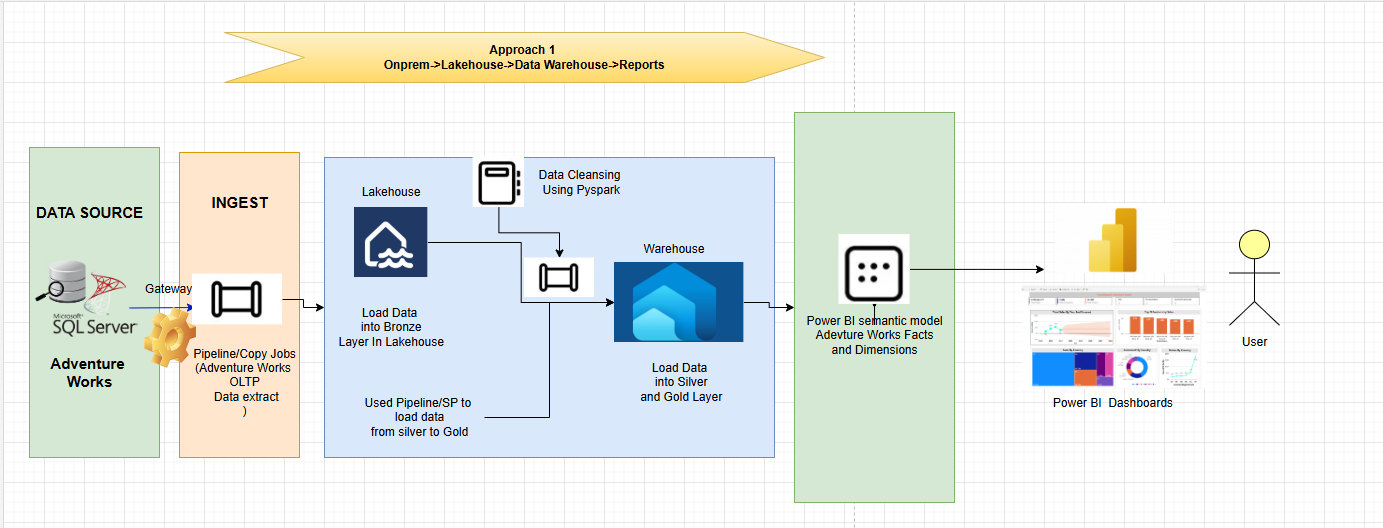 Approach 1
Onprem->Lakehouse->Data Warehouse->Reports
DATA SOURCE
Microsoft
SQL Server
Adventure
Works
Gateway
INGEST
Pipeline/Copy Jobs
(Adventure Works
OLTP
Data extract
)
Lakehouse
Load Data
into Bronze
Layer In Lakehouse
Data Cleansing
Using Pyspark
Used Pipeline/SP to
load data
from silver to Gold
Warehouse
Load Data
into Silver
and Gold Layer
Power BI semantic model
Adevture Works Facts
and Dimensions
Power BI Dashboards
User